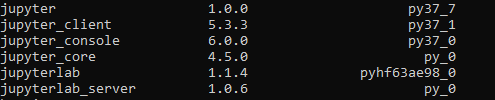 jupyter 1.0.0 py37_7
jupyter_client 5.3.3 py37_1
jupyter_console 6.0.0 py37_0
jupyter_core 4.5.0 py_0
jupyterlab 1.1.4 pyhf63ae98_0
jupyterlab_server 1.0.6 py_0